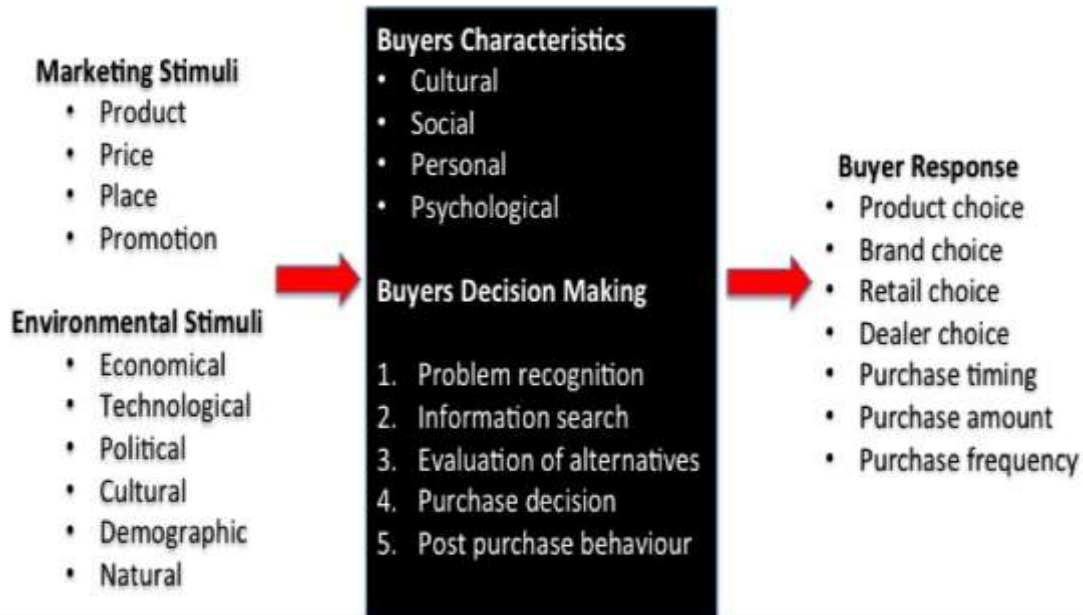 Marketing Stimuli
• Product
• Price
• Place
• Promotion
Environmental Stimuli
• Economical
• Technological
• Political
• Cultural
• Demographic
• Natural
Buyers Characteristics
• Cultural
• Social
• Personal
• Psychological
Buyers Decision Making
1. Problem recognition
2. Information search
3. Evaluation of alternatives
4. Purchase decision
5. Post purchase behaviour
Buyer Response
• Product choice
• Brand choice
• Retail choice
• Dealer choice
• Purchase timing
• Purchase amount
• Purchase frequency